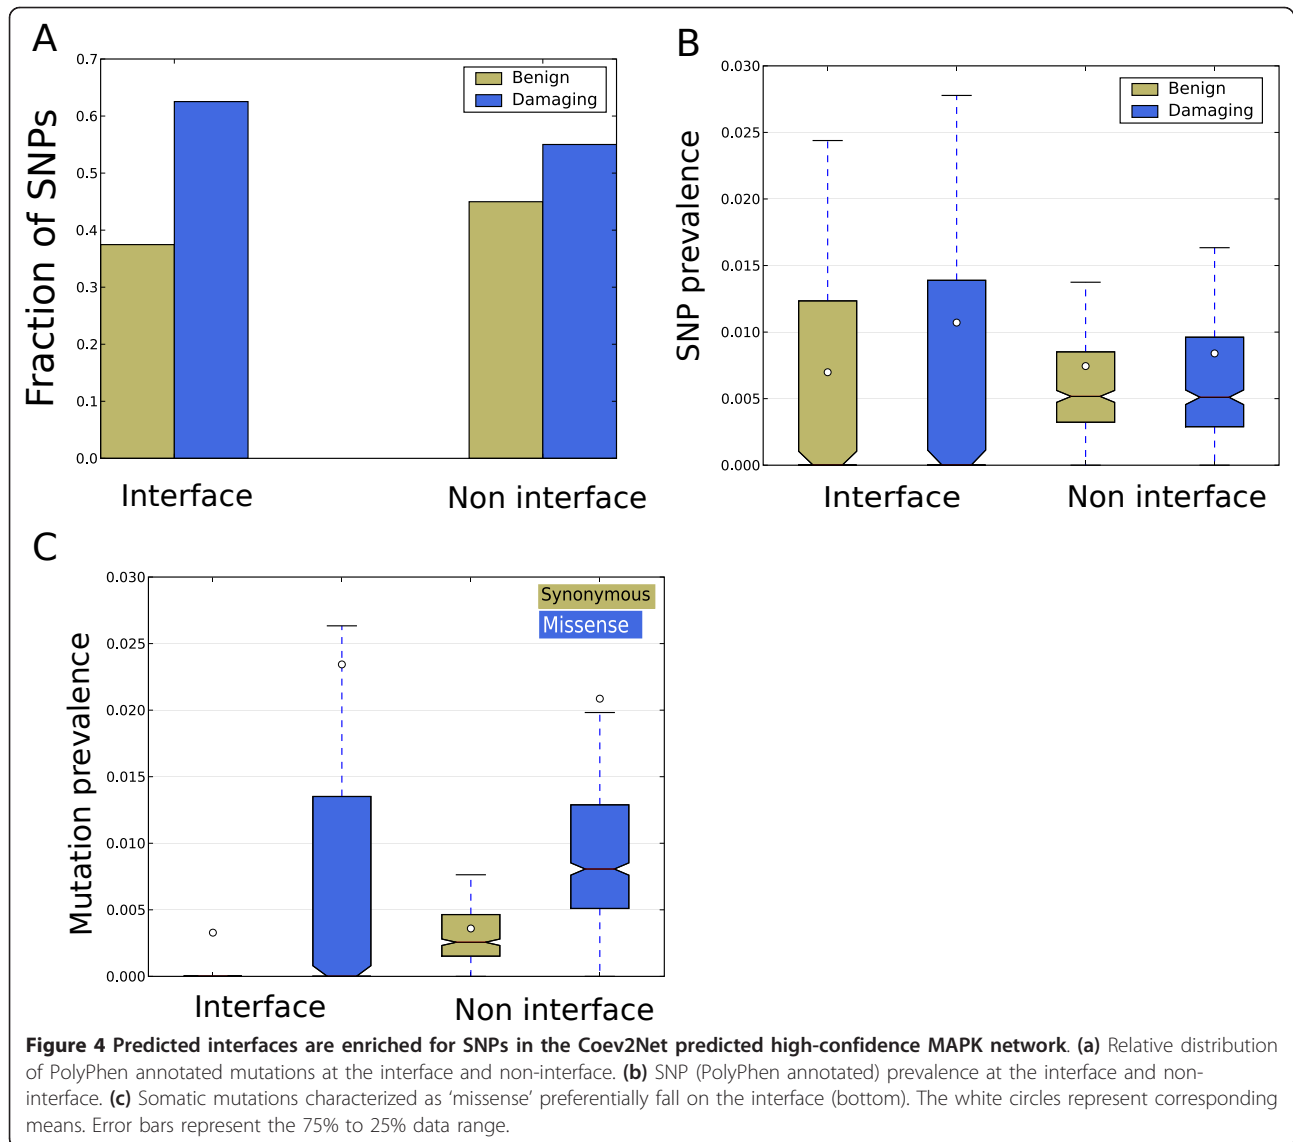 A
Fraction of SNPs
0.7
0.6
0.5
0.4
0.3
0.2
0.1
0.0
Benign
Damaging
Interface
Non interface
B
SNP prevalence
0.030
0.025
0.020
0.015
0.010
0.005
0.000
Benign
Damaging
Interface
Non interface
C
Mutation prevalence
0.030
0.025
0.020
0.015
0.010
0.005
0.000
Synonymous
Missense
Interface
Non interface
Figure 4 Predicted interfaces are enriched for SNPs in the Coev2Net predicted high-confidence MAPK network. (a) Relative distribution
of PolyPhen annotated mutations at the interface and non-interface. (b) SNP (PolyPhen annotated) prevalence at the interface and non-
interface. (c) Somatic mutations characterized as ‘missense’ preferentially fall on the interface (bottom). The white circles represent corresponding
means. Error bars represent the 75% to 25% data range.